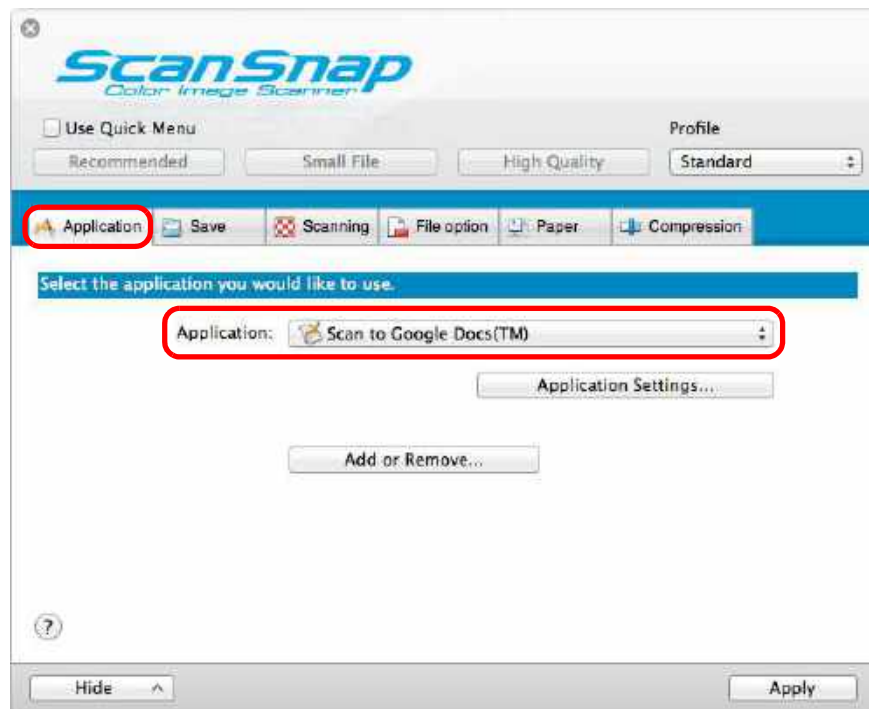 ScanSnap
Color Image Scanner
Use Quick Menu
Profile
Recommended Small File High Quality Standard
Application Save Scanning File option Paper Compression
Select the application you would like to use.
Application: Scan to Google Docs(TM)
Application Settings...
Add or Remove...
?
Hide Apply